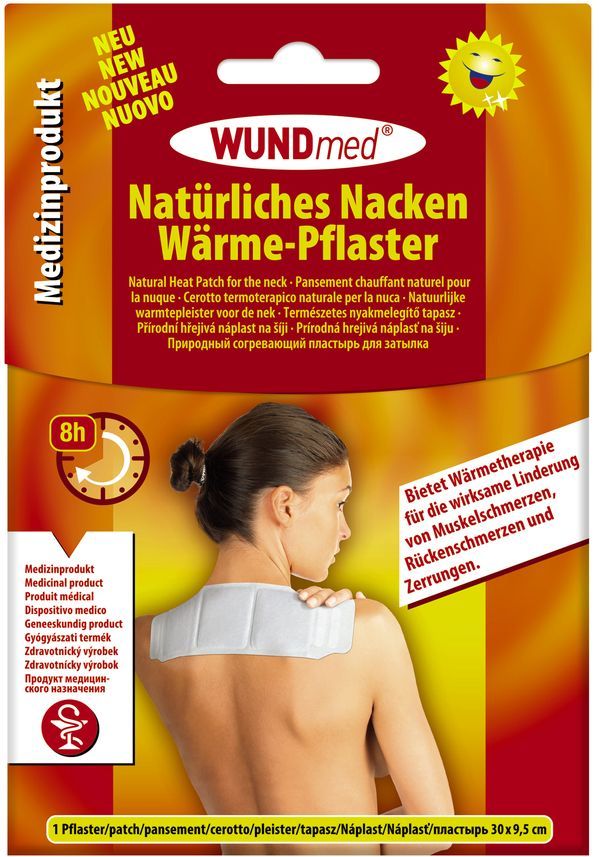 NEU
NEW
NOUVEAU
NUOVO
Medizinprodukt
WUNDmed®
Natürliches Nacken
Wärme-Pflaster
Natural Heat Patch for the neck · Pansement chauffant naturel pour
la nuque · Cerotto termoterapico naturale per la nuca · Natuurlijke
warmtepleister voor de nek · Természetes nyakmelegítő tapasz ·
Přírodní hřejivá náplast na šíji · Prírodná hrejivá náplasť na šiju ·
Природный согревающий пластырь для затылка
8h
Bietet Wärmetherapie
für die wirksame Linderung
von Muskelschmerzen,
Rückenschmerzen und
Zerrungen.
Medizinprodukt
Medicinal product
Produit médical
Dispositivo medico
Geneeskundig product
Gyógyászati termék
Zdravotnický výrobek
Zdravotnícky výrobok
Продукт медицин-
ского назначения
1 Pflaster/patch/pansement/cerotto/pleister/tapasz/Náplast/Náplasť/пластырь 30 x 9,5 cm